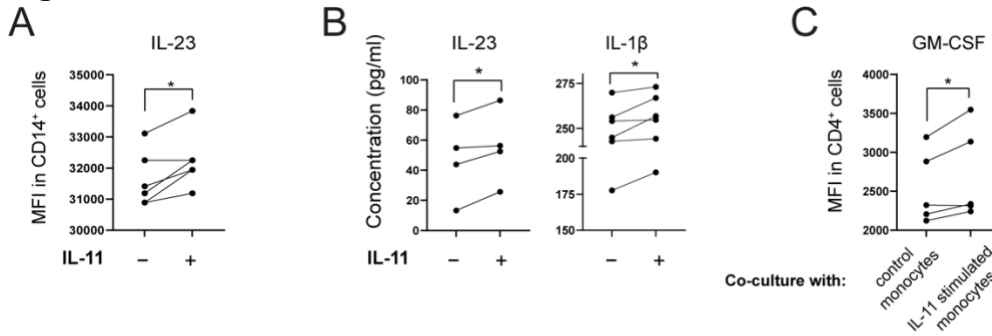 A
IL-23
MFI in CD14⁺ cells
35000
34000
33000
32000
31000
30000
*
IL-11 − +
B
Concentration (pg/ml)
IL-23
100
80
60
40
20
0
*
IL-11 − +
IL-1β
275
250
200
175
150
*
− +
C
GM-CSF
MFI in CD4⁺ cells
4000
3500
3000
2500
2000
*
Co-culture with:
control
monocytes
IL-11 stimulated
monocytes